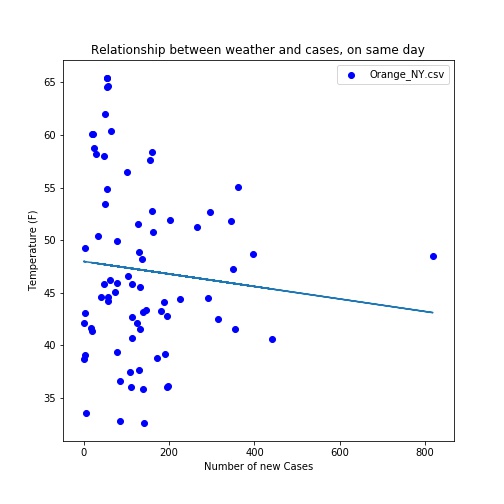 Relationship between weather and cases, on same day
Orange_NY.csv
65
60
55
50
45
40
35
Temperature (F)
0 200 400 600 800
Number of new Cases